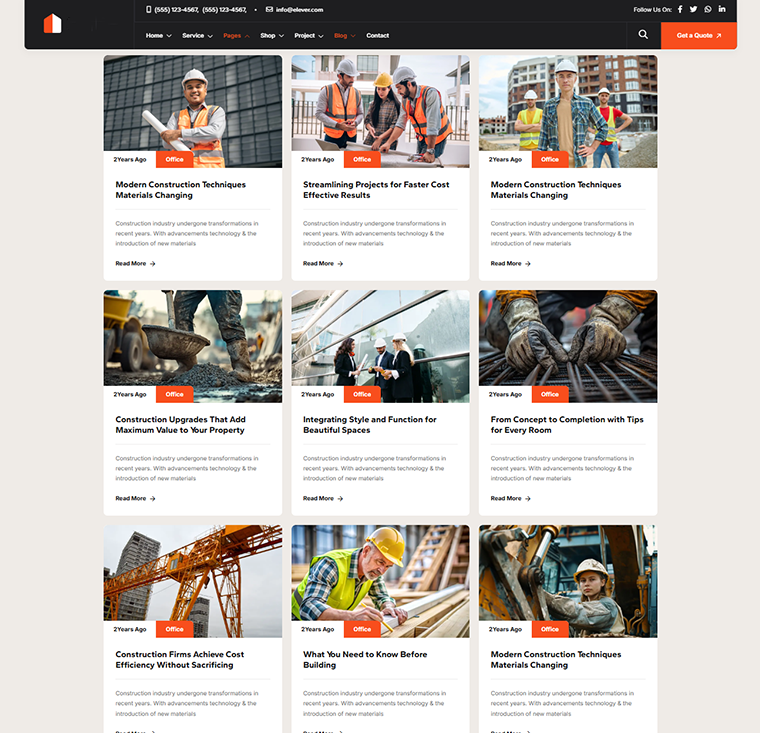 (555) 123-4567, (555) 123-4567, • info@elever.com
Follow Us On:
Home Service Pages Shop Project Blog Contact
Get a Quote
2Years Ago Office
Modern Construction Techniques
Materials Changing
Construction industry undergone transformations in
recent years. With advancements technology & the
introduction of new materials
Read More
2Years Ago Office
Streamlining Projects for Faster Cost
Effective Results
Construction industry undergone transformations in
recent years. With advancements technology & the
introduction of new materials
Read More
2Years Ago Office
Modern Construction Techniques
Materials Changing
Construction industry undergone transformations in
recent years. With advancements technology & the
introduction of new materials
Read More
2Years Ago Office
Construction Upgrades That Add
Maximum Value to Your Property
Construction industry undergone transformations in
recent years. With advancements technology & the
introduction of new materials
Read More
2Years Ago Office
Integrating Style and Function for
Beautiful Spaces
Construction industry undergone transformations in
recent years. With advancements technology & the
introduction of new materials
Read More
2Years Ago Office
From Concept to Completion with Tips
for Every Room
Construction industry undergone transformations in
recent years. With advancements technology & the
introduction of new materials
Read More
2Years Ago Office
Construction Firms Achieve Cost
Efficiency Without Sacrificing
Construction industry undergone transformations in
recent years. With advancements technology & the
introduction of new materials
2Years Ago Office
What You Need to Know Before
Building
Construction industry undergone transformations in
recent years. With advancements technology & the
introduction of new materials
2Years Ago Office
Modern Construction Techniques
Materials Changing
Construction industry undergone transformations in
recent years. With advancements technology & the
introduction of new materials